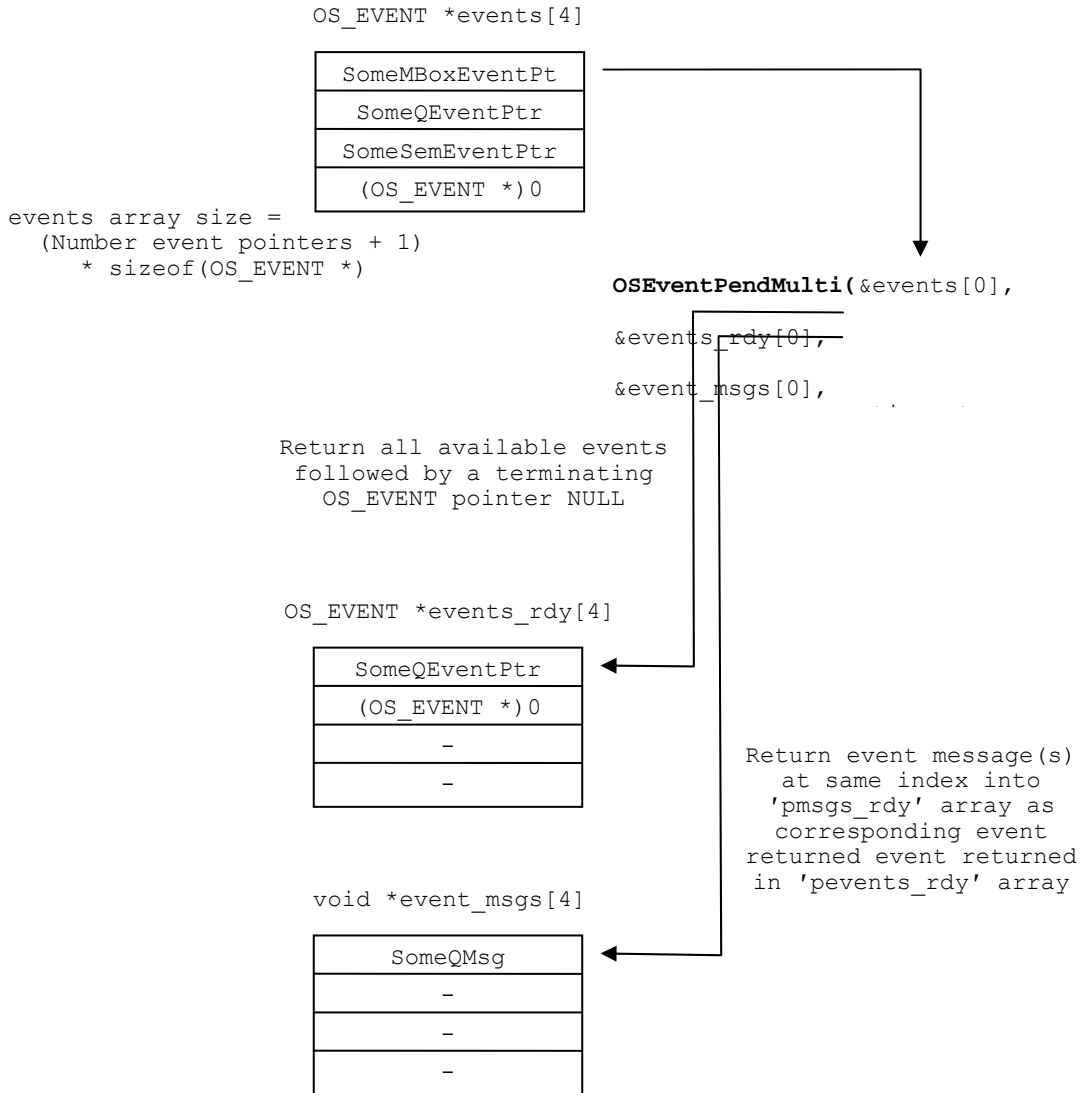 OS_EVENT *events[4]
SomeMBoxEventPt
SomeQEventPtr
SomeSemEventPtr
(OS_EVENT *)0
events array size =
(Number event pointers + 1)
* sizeof(OS_EVENT *)
OSEventPendMulti(&events[0],
&events_rdy[0],
&event_msgs[0],
Return all available events
followed by a terminating
OS_EVENT pointer NULL
OS_EVENT *events_rdy[4]
SomeQEventPtr
(OS_EVENT *)0
-
-
Return event message(s)
at same index into
'pmsgs_rdy' array as
corresponding event
returned event returned
in 'pevents_rdy' array
void *event_msgs[4]
SomeQMsg
-
-
-